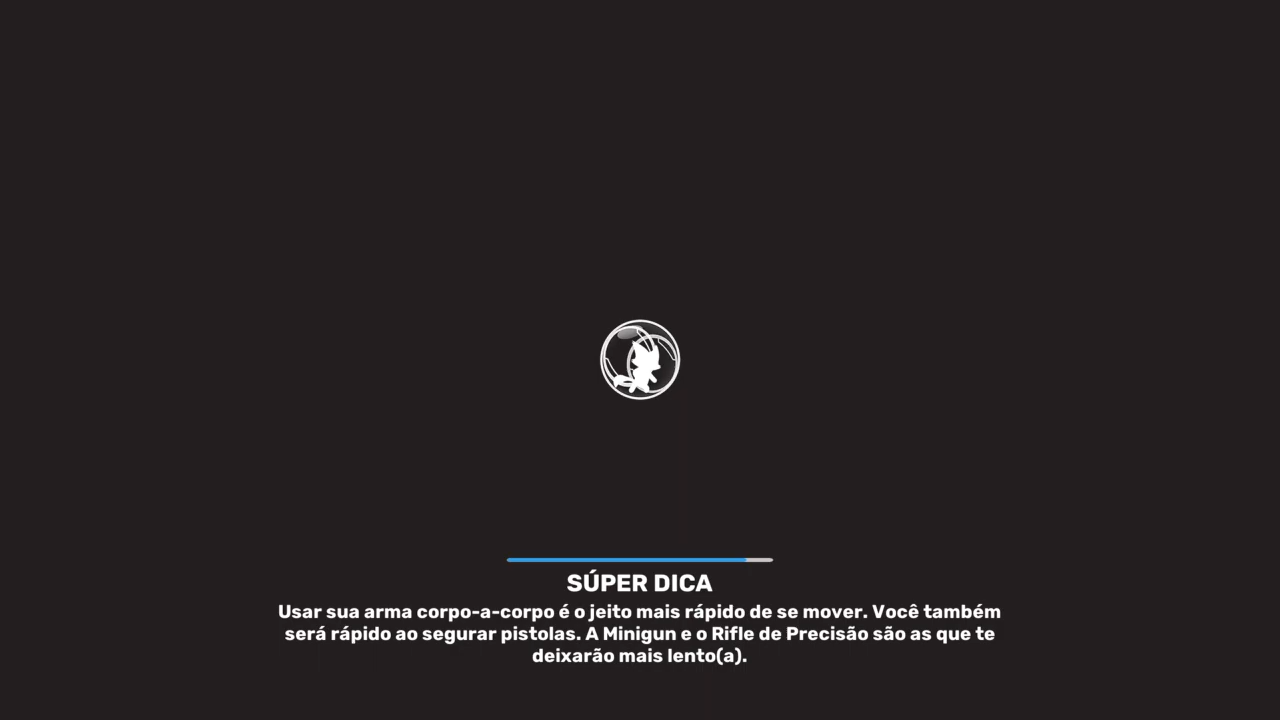 SÚPER DICA
Usar sua arma corpo-a-corpo é o jeito mais rápido de se mover. Você também
será rápido ao segurar pistolas. A Minigun e o Rifle de Precisão são as que te
deixarão mais lento(a).